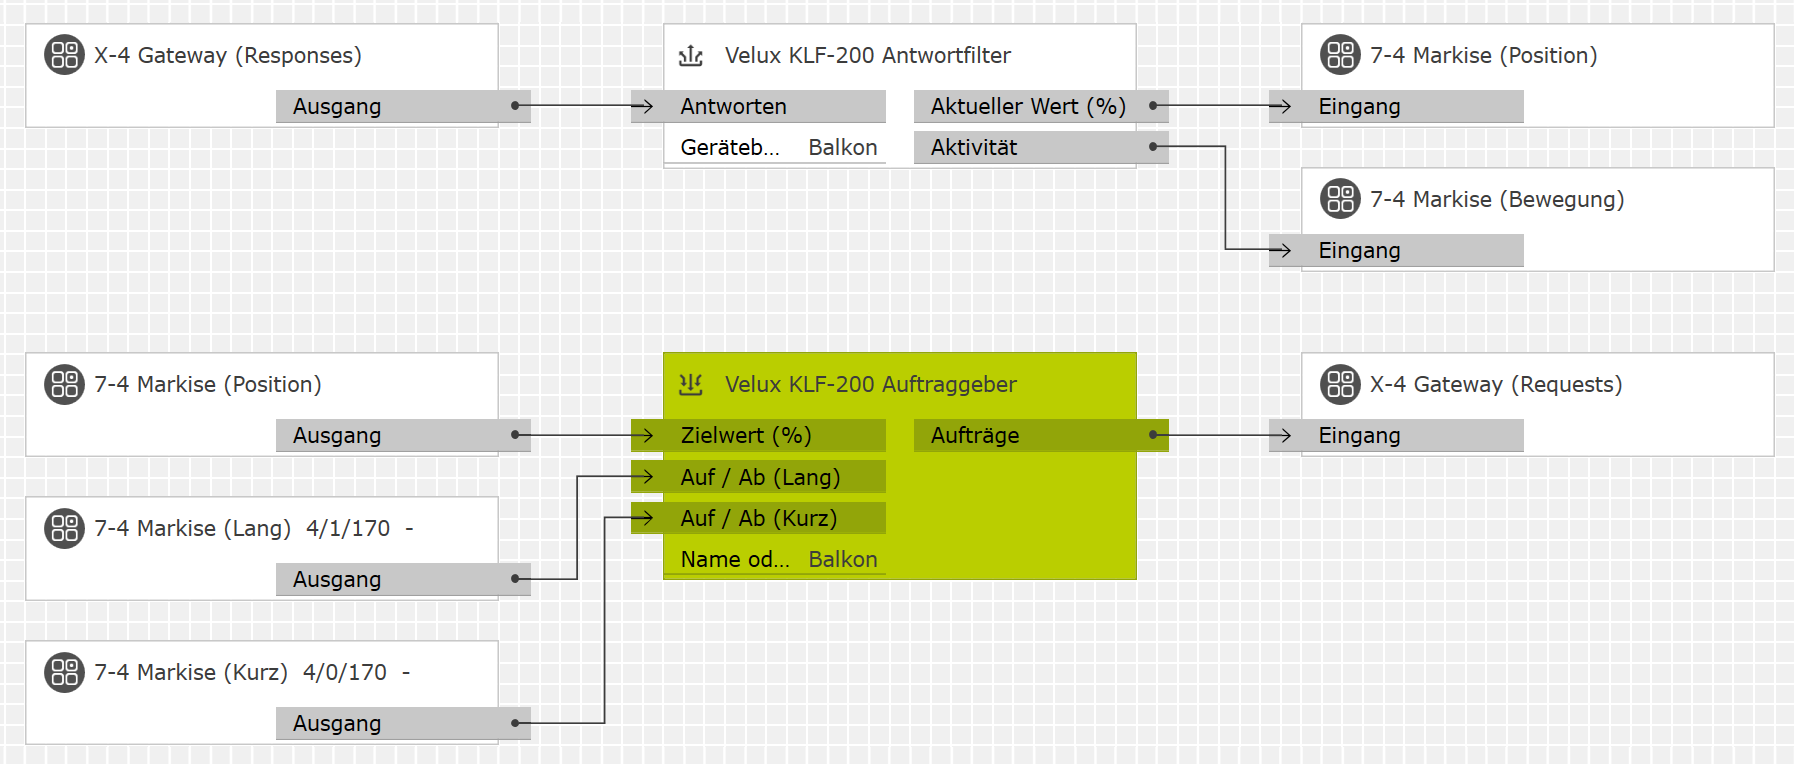 X-4 Gateway (Responses)
Ausgang
Velux KLF-200 Antwortfilter
Antworten
Aktueller Wert (%)
Geräteb... Balkon
Aktivität
7-4 Markise (Position)
Eingang
7-4 Markise (Bewegung)
Eingang
7-4 Markise (Position)
Ausgang
7-4 Markise (Lang) 4/1/170 -
Ausgang
7-4 Markise (Kurz) 4/0/170 -
Ausgang
Velux KLF-200 Auftraggeber
Zielwert (%)
Aufträge
Auf / Ab (Lang)
Auf / Ab (Kurz)
Name od... Balkon
X-4 Gateway (Requests)
Eingang